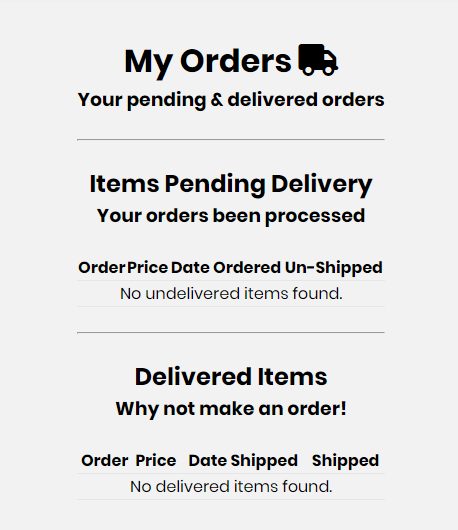 My Orders
Your pending & delivered orders
Items Pending Delivery
Your orders been processed
Order Price Date Ordered Un-Shipped
No undelivered items found.
Delivered Items
Why not make an order!
Order Price Date Shipped Shipped
No delivered items found.